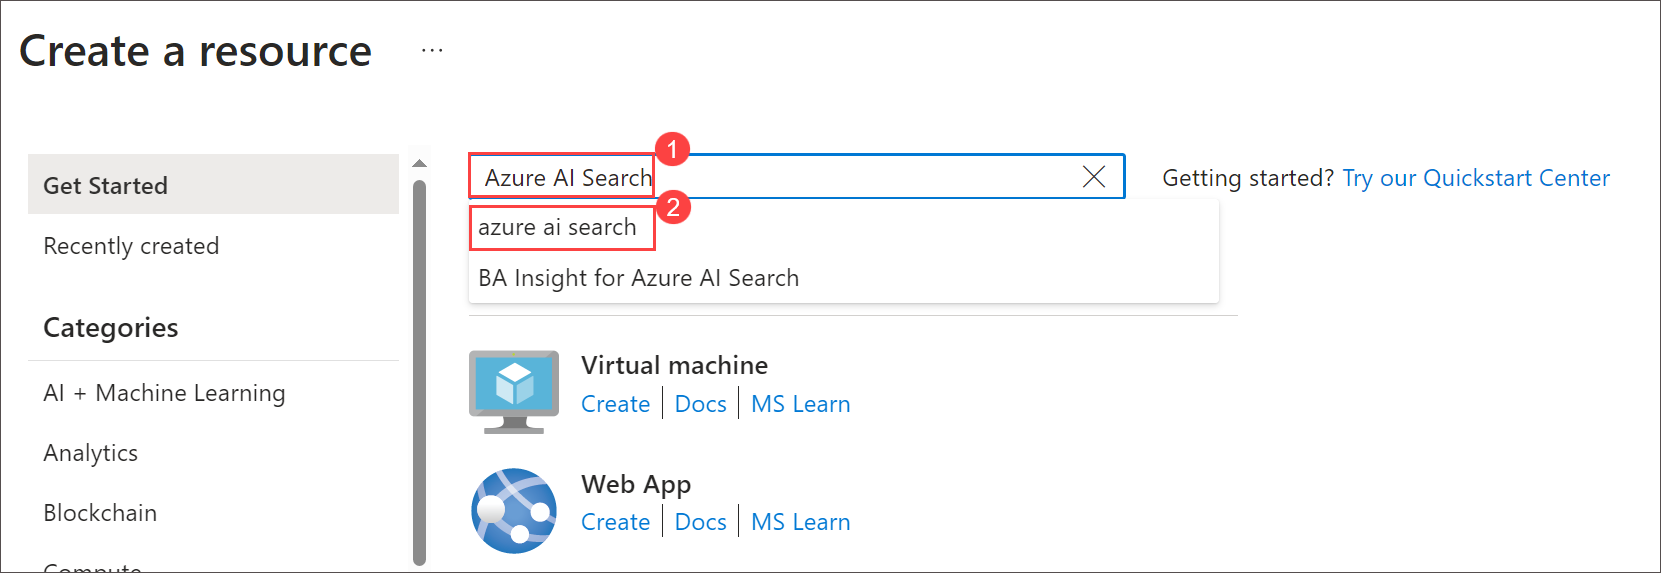 Create a resource ...
Get Started
Recently created
Categories
AI + Machine Learning
Analytics
Blockchain
Compute
Azure AI Search
1
Getting started? Try our Quickstart Center
azure ai search
2
BA Insight for Azure AI Search
Virtual machine
Create | Docs | MS Learn
Web App
Create | Docs | MS Learn